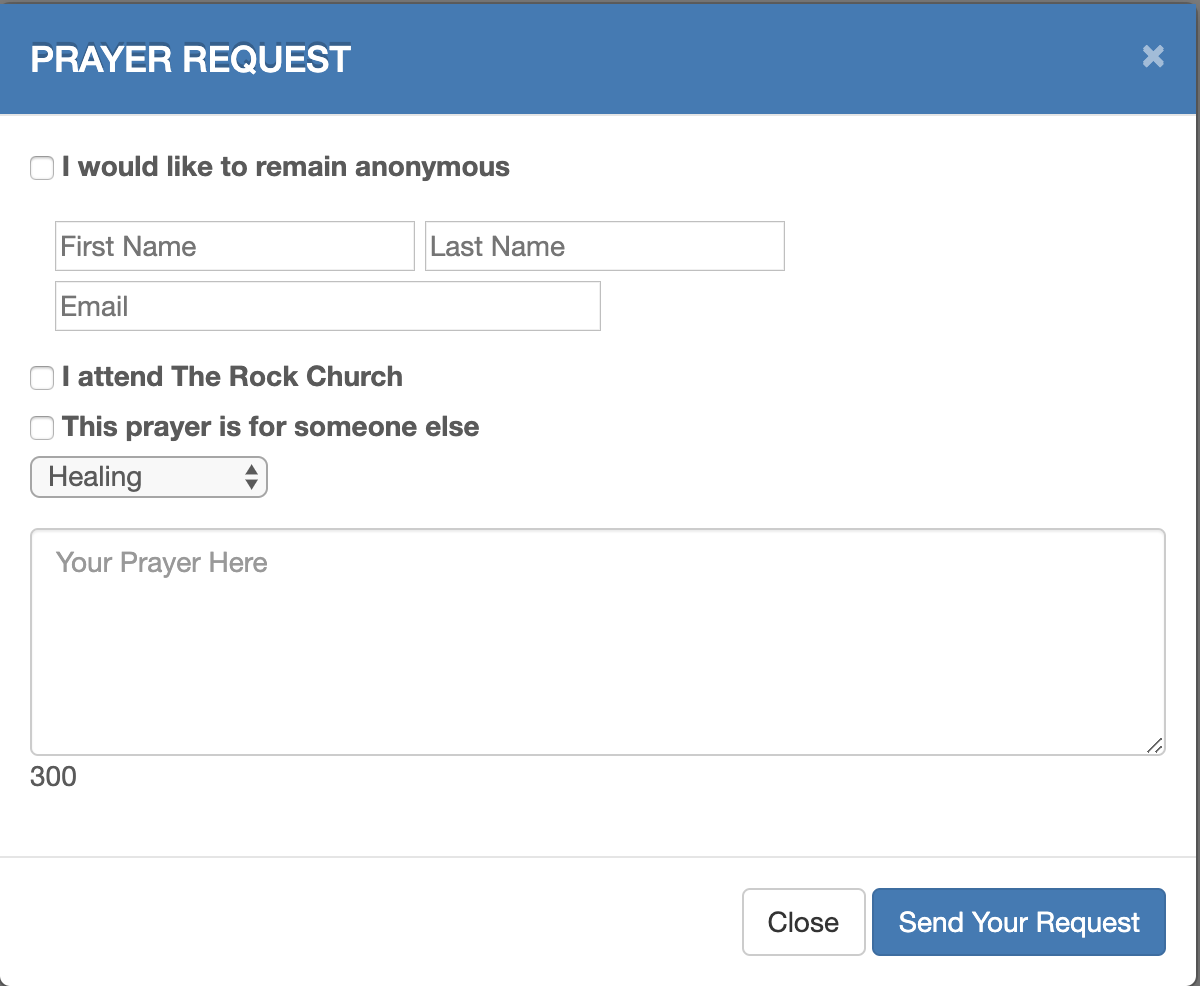 PRAYER REQUEST ×
I would like to remain anonymous
First Name Last Name
Email
I attend The Rock Church
This prayer is for someone else
Healing
Your Prayer Here
300
Close Send Your Request